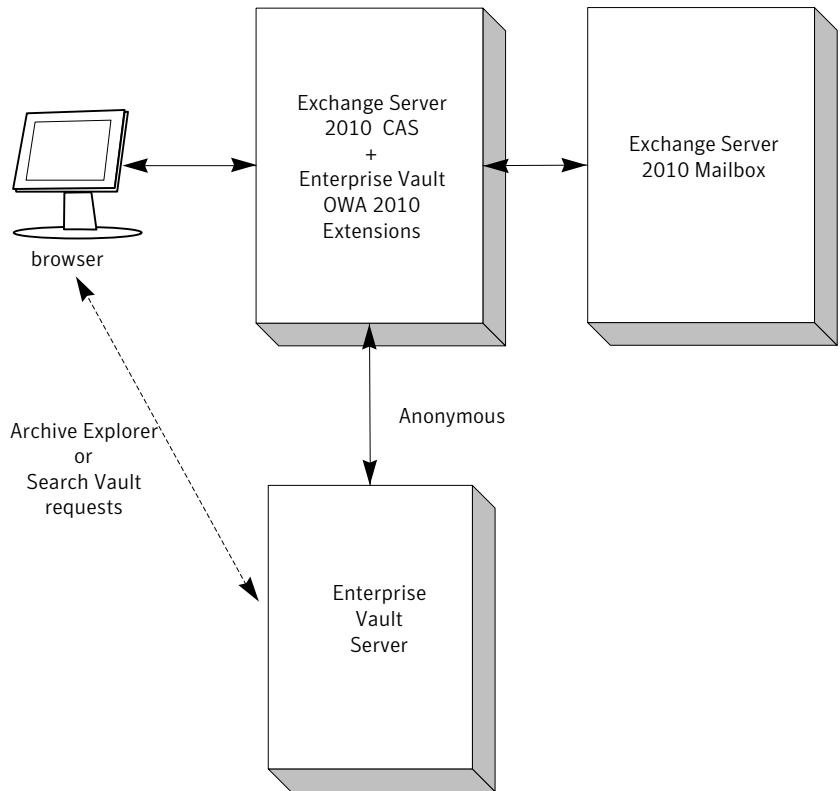 Exchange Server
2010 CAS
+
Enterprise Vault
OWA 2010
Extensions
Exchange Server
2010 Mailbox
browser
Anonymous
Archive Explorer
or
Search Vault
requests
Enterprise
Vault
Server